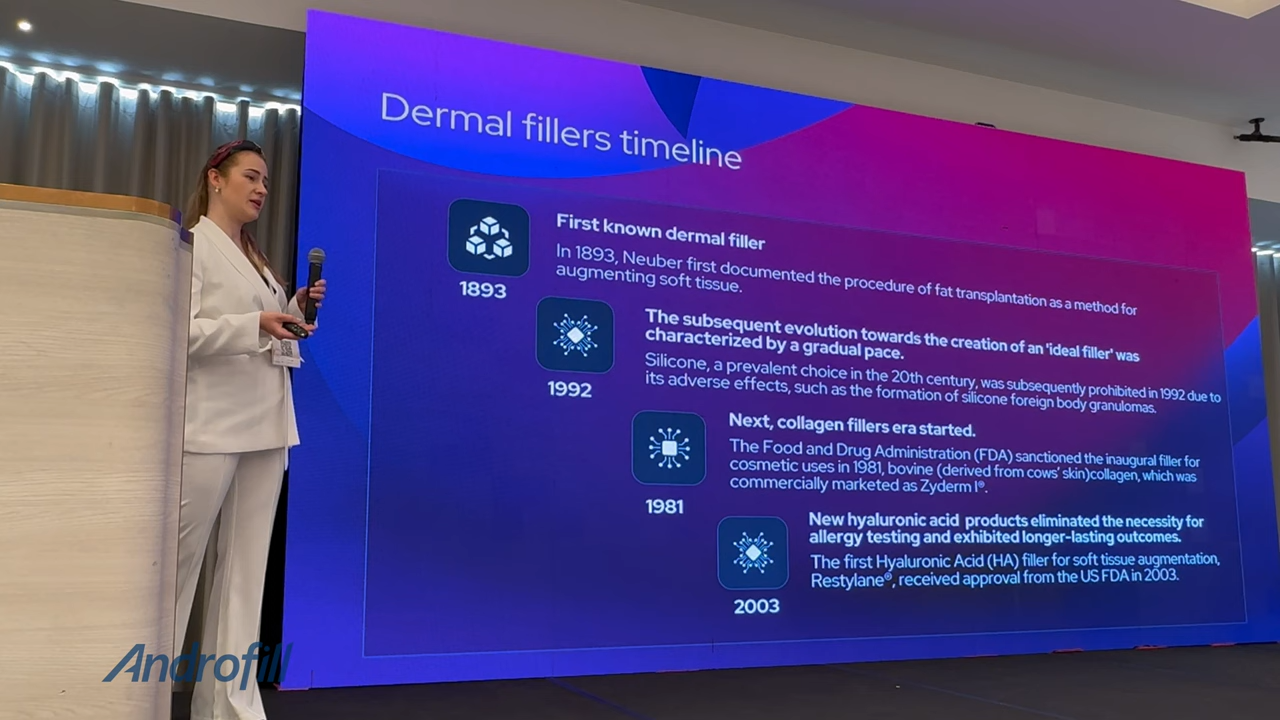 Dermal fillers timeline
First known dermal filler
In 1893, Neuber first documented the procedure of fat transplantation as a method for
augmenting soft tissue.
1893
The subsequent evolution towards the creation of an 'ideal filler' was
characterized by a gradual pace.
Silicone, a prevalent choice in the 20th century, was subsequently prohibited in 1992 due to
its adverse effects, such as the formation of silicone foreign body granulomas.
1992
Next, collagen fillers era started.
The Food and Drug Administration (FDA) sanctioned the inaugural filler for
cosmetic uses in 1981, bovine (derived from cows' skin)collagen, which was
commercially marketed as Zyderm I®.
1981
New hyaluronic acid products eliminated the necessity for
allergy testing and exhibited longer-lasting outcomes.
The first Hyaluronic Acid (HA) filler for soft tissue augmentation,
Restylane®, received approval from the US FDA in 2003.
2003
Androfill